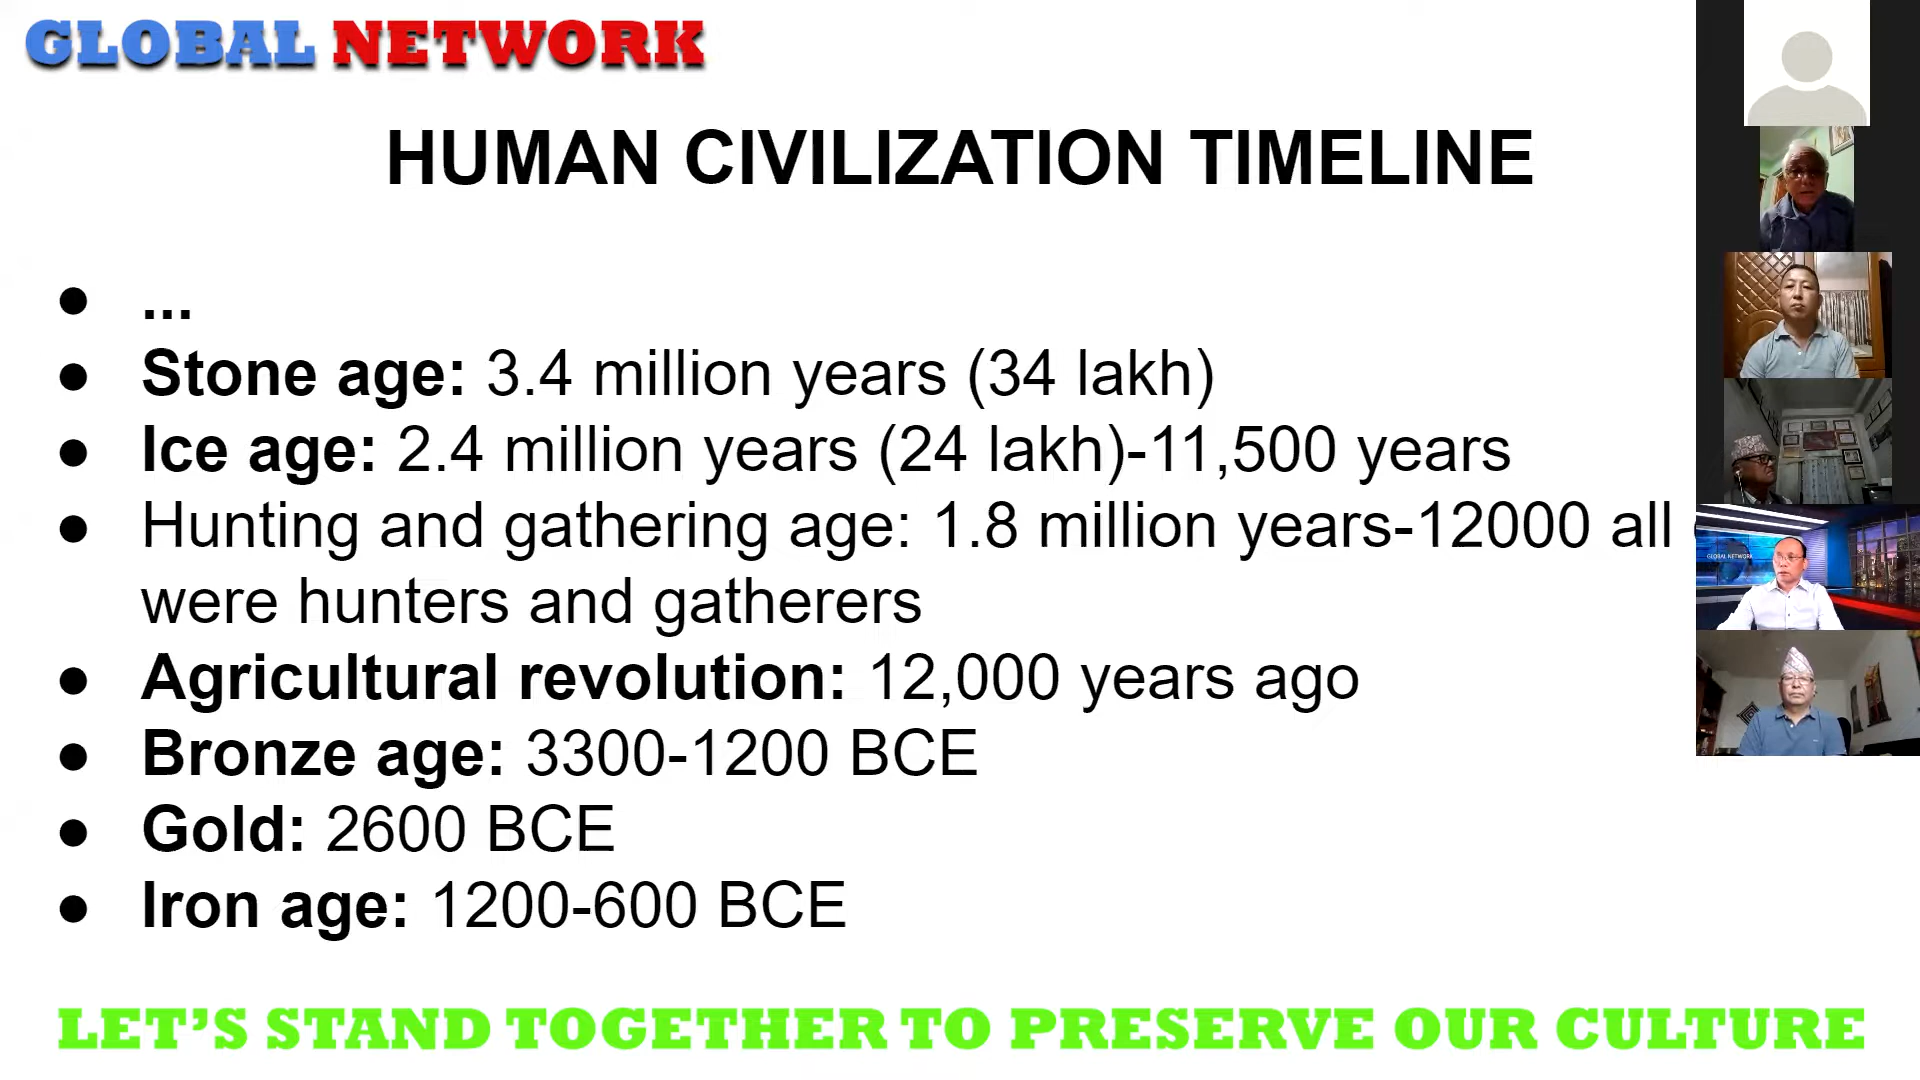 GLOBAL NETWORK
HUMAN CIVILIZATION TIMELINE
...
Stone age: 3.4 million years (34 lakh)
Ice age: 2.4 million years (24 lakh)-11,500 years
Hunting and gathering age: 1.8 million years-12000 all
were hunters and gatherers
Agricultural revolution: 12,000 years ago
Bronze age: 3300-1200 BCE
Gold: 2600 BCE
Iron age: 1200-600 BCE
GLOBAL NETWORK
LET'S STAND TOGETHER TO PRESERVE OUR CULTURE